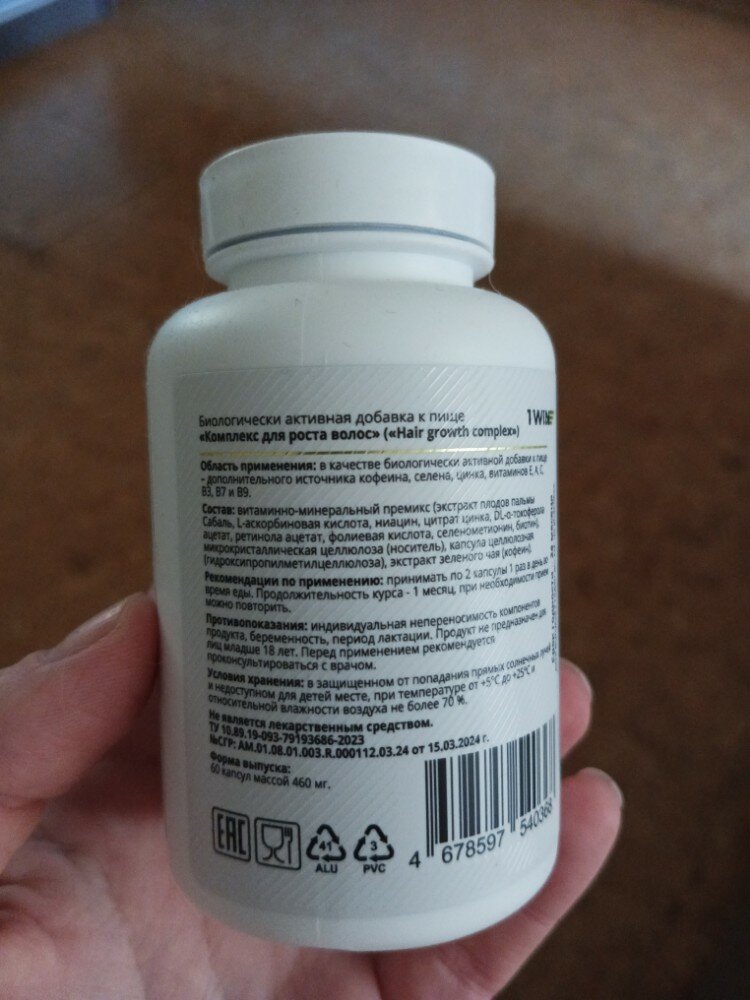 Биологически активная добавка к пище
1WIN
«Комплекс для роста волос» («Hair growth complex»)
Область применения: в качестве биологически активной добавки к пище
- дополнительного источника кофеина, селена, цинка, витаминов Е, А, С,
В3, В7 и В9.
Состав: витаминно-минеральный премикс (экстракт плодов пальмы
Сабаль, L-аскорбиновая кислота, ниацин, цитрат цинка, DL-α-токоферола
ацетат, ретинола ацетат, фолиевая кислота, селенометионин, биотин),
микрокристаллическая целлюлоза (носитель), капсула целлюлозная
(гидроксипропилметилцеллюлоза), экстракт зеленого чая (кофеин).
Рекомендации по применению: принимать по 2 капсулы 1 раз в день во
время еды. Продолжительность курса - 1 месяц, при необходимости прием
можно повторить.
Противопоказания: индивидуальная непереносимость компонентов
продукта, беременность, период лактации. Продукт не предназначен для
лиц младше 18 лет. Перед применением рекомендуется
проконсультироваться с врачом.
Условия хранения: в защищенном от попадания прямых солнечных лучей
и недоступном для детей месте, при температуре от +5°С до +25°С и
относительной влажности воздуха не более 70 %.
Не является лекарственным средством.
ТУ 10.89.19-093-79193686-2023
№СГР: AM.01.08.01.003.R.000112.03.24 от 15.03.2024 г.
Форма выпуска:
60 капсул массой 460 мг.
EAC
41
ALU
3
PVC
4 678597 540368